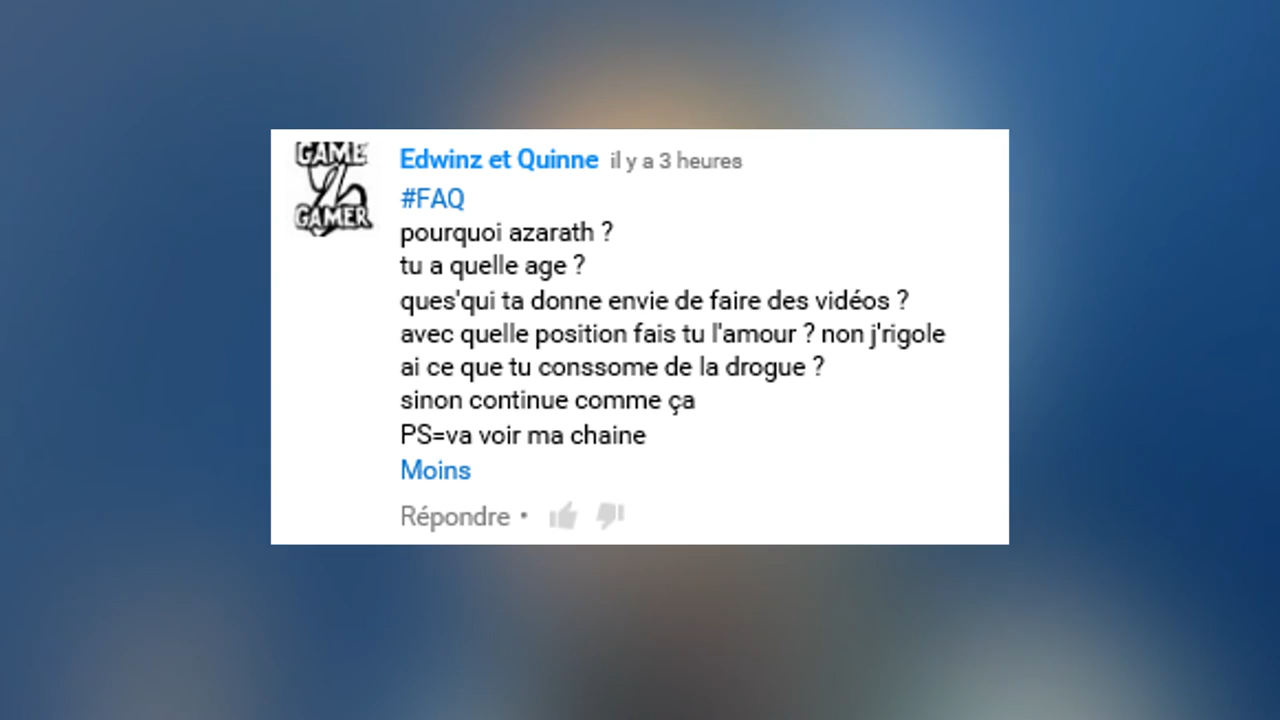 GAME
GAMER
Edwinz et Quinne il y a 3 heures
#FAQ
pourquoi azarath ?
tu a quelle age ?
ques'qui ta donne envie de faire des vidéos ?
avec quelle position fais tu l'amour ? non j'rigole
ai ce que tu conssome de la drogue ?
sinon continue comme ça
PS=va voir ma chaine
Moins
Répondre •